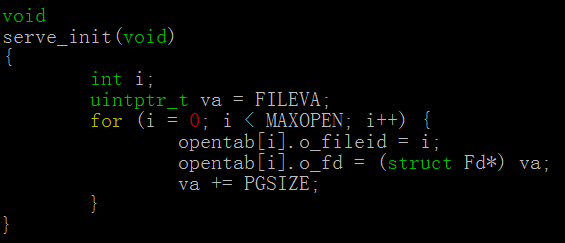 void
serve_init(void)
{
        int i;
        uintptr_t va = FILEVA;
        for (i = 0; i < MAXOPEN; i++) {
                opentab[i].o_fileid = i;
                opentab[i].o_fd = (struct Fd*) va;
                va += PGSIZE;
        }
}